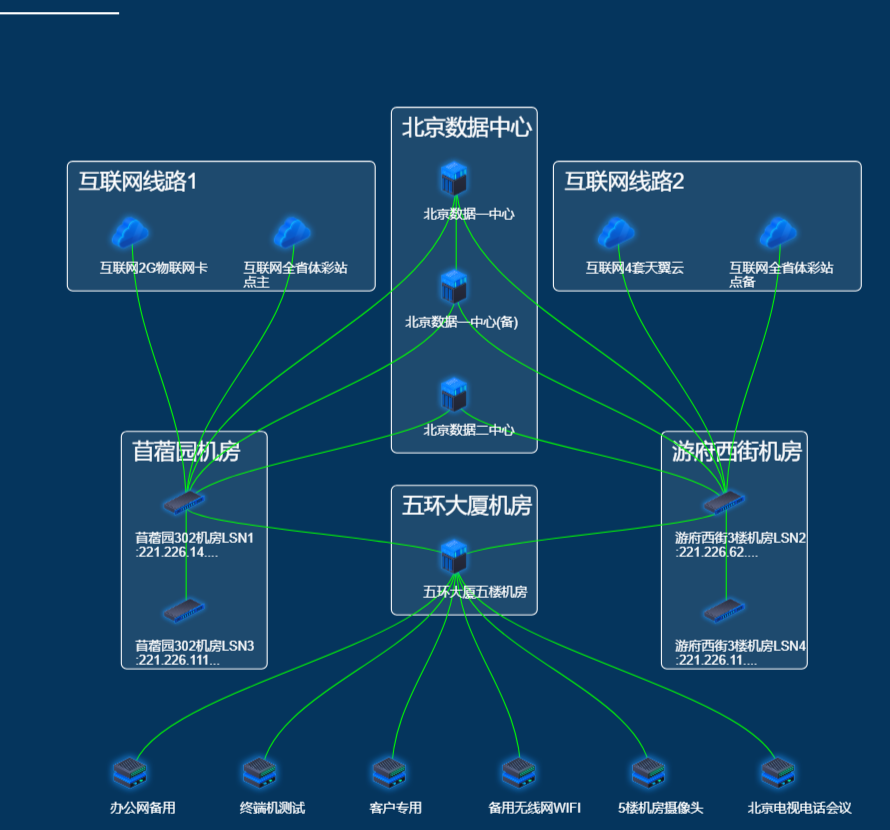 北京数据中心
北京数据一中心
互联网线路1
互联网线路2
互联网2G物联网卡
互联网全省体彩站
点主
互联网4套天翼云
互联网全省体彩站
点备
北京数据一中心(备)
北京数据二中心
苜蓿园机房
游府西街机房
五环大厦机房
苜蓿园302机房LSN1
:221.226.14....
游府西街3楼机房LSN2
:221.226.62....
五环大厦五楼机房
苜蓿园302机房LSN3
:221.226.111...
游府西街3楼机房LSN4
:221.226.11....
办公网备用
终端机测试
客户专用
备用无线网WIFI
5楼机房摄像头
北京电视电话会议